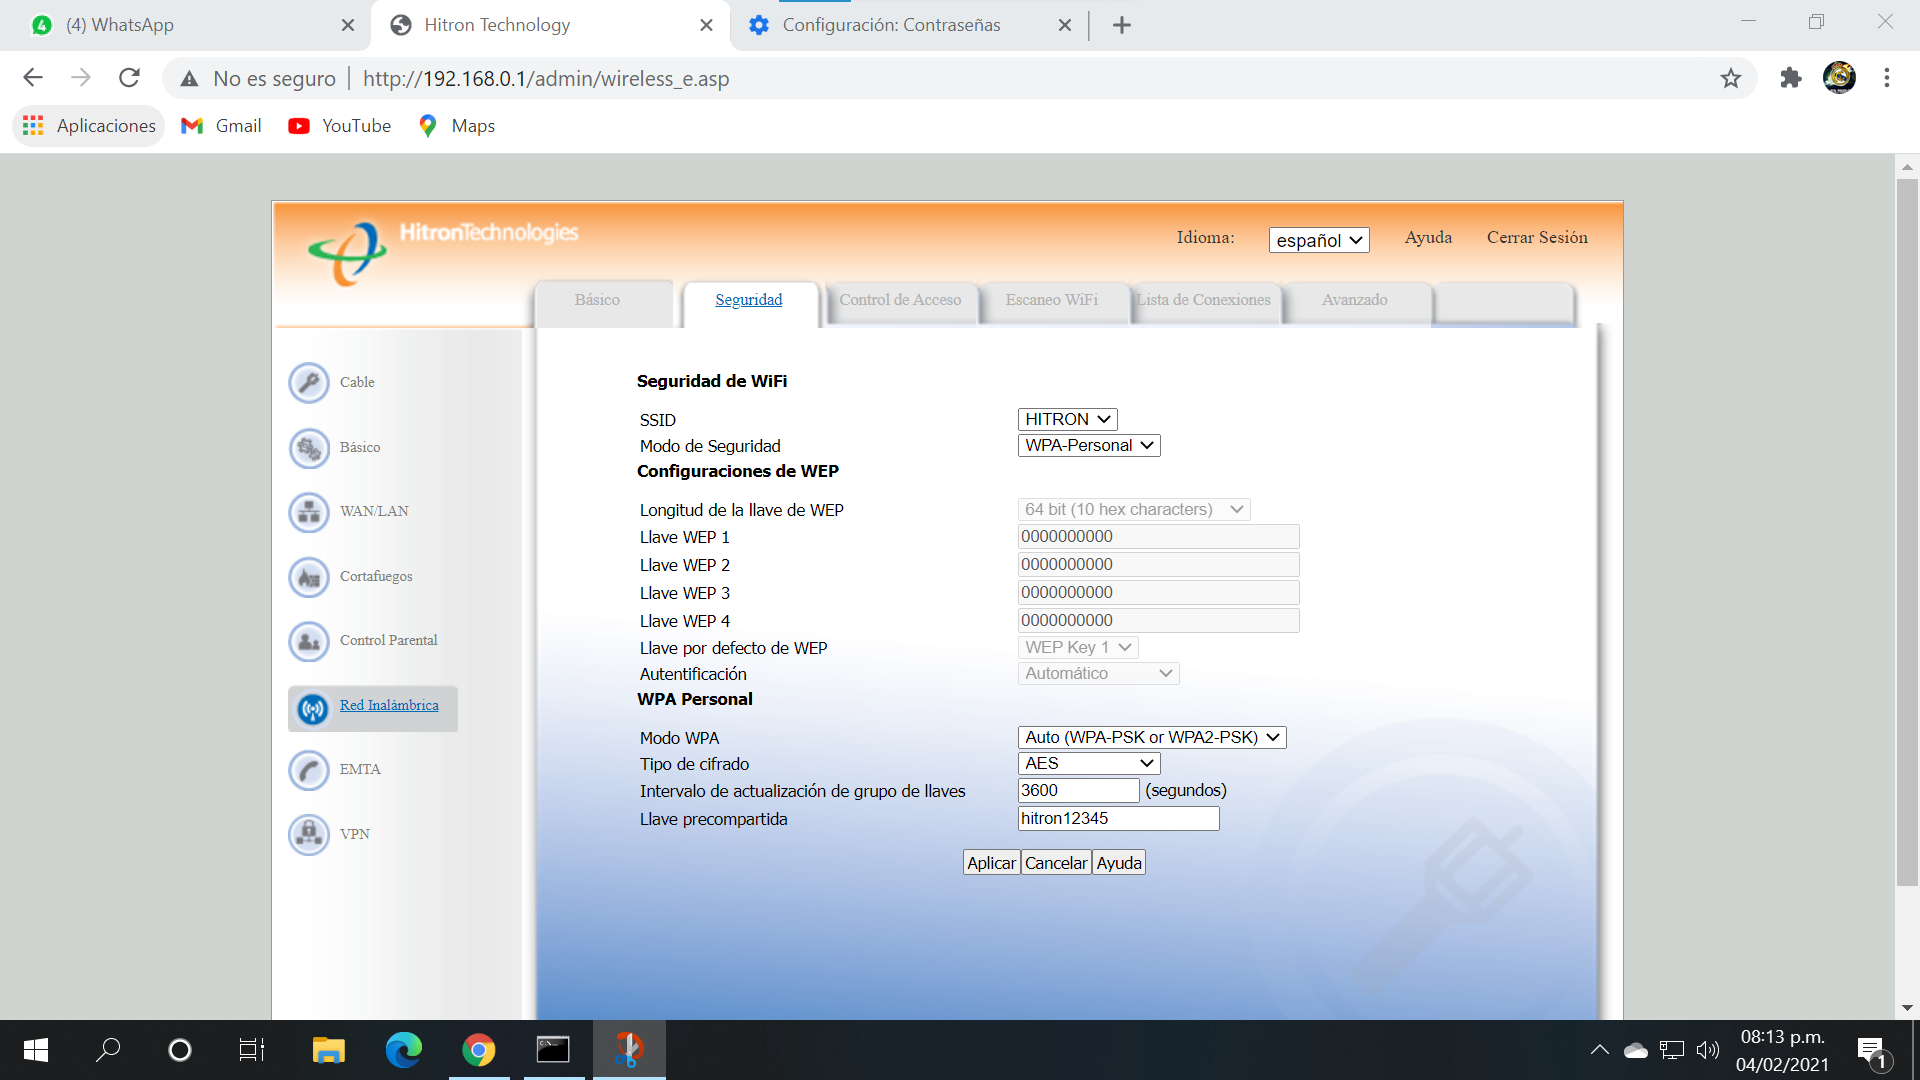 (4) WhatsApp
Hitron Technology
Configuración: Contraseñas
No es seguro
http://192.168.0.1/admin/wireless_e.asp
Aplicaciones
Gmail
YouTube
Maps
HitronTechnologies
Idioma:
español
Ayuda
Cerrar Sesión
Básico
Seguridad
Control de Acceso
Escaneo WiFi
Lista de Conexiones
Avanzado
Cable
Básico
WAN/LAN
Cortafuegos
Control Parental
Red Inalámbrica
EMTA
VPN
Seguridad de WiFi
SSID HITRON
Modo de Seguridad WPA-Personal
Configuraciones de WEP
Longitud de la llave de WEP 64 bit (10 hex characters)
Llave WEP 1 0000000000
Llave WEP 2 0000000000
Llave WEP 3 0000000000
Llave WEP 4 0000000000
Llave por defecto de WEP WEP Key 1
Autentificación Automático
WPA Personal
Modo WPA Auto (WPA-PSK or WPA2-PSK)
Tipo de cifrado AES
Intervalo de actualización de grupo de llaves 3600 (segundos)
Llave precompartida hitron12345
Aplicar Cancelar Ayuda
08:13 p.m.
04/02/2021
1